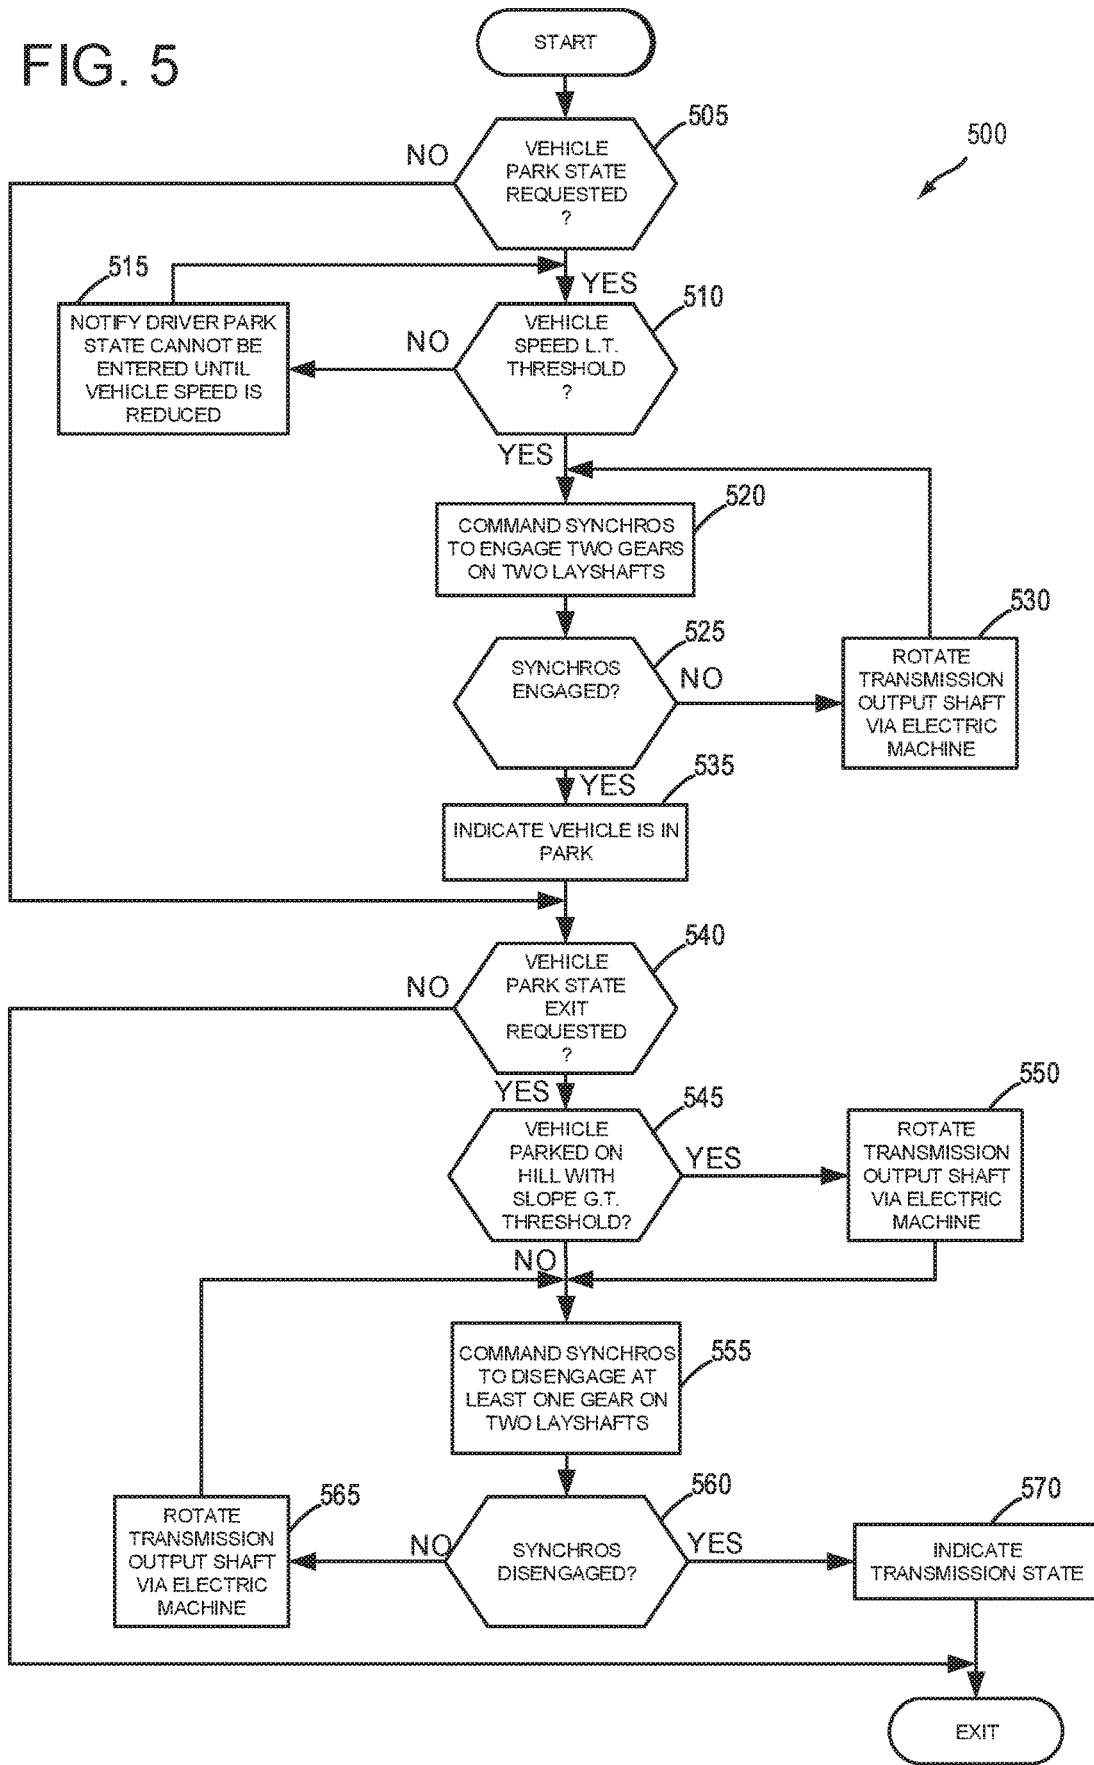 FIG. 5
START
505
500
VEHICLE
PARK STATE
REQUESTED
?
NO
YES
515
510
NOTIFY DRIVER PARK
STATE CANNOT BE
ENTERED UNTIL
VEHICLE SPEED IS
REDUCED
NO
VEHICLE
SPEED L.T.
THRESHOLD
?
YES
520
COMMAND SYNCHROS
TO ENGAGE TWO GEARS
ON TWO LAYSHAFTS
525
SYNCHROS
ENGAGED?
NO
530
ROTATE
TRANSMISSION
OUTPUT SHAFT
VIA ELECTRIC
MACHINE
YES
535
INDICATE VEHICLE IS IN
PARK
540
NO
VEHICLE
PARK STATE
EXIT
REQUESTED
?
YES
545
VEHICLE
PARKED ON
HILL WITH
SLOPE G.T.
THRESHOLD?
YES
550
ROTATE
TRANSMISSION
OUTPUT SHAFT
VIA ELECTRIC
MACHINE
NO
555
COMMAND SYNCHROS
TO DISENGAGE AT
LEAST ONE GEAR ON
TWO LAYSHAFTS
565
ROTATE
TRANSMISSION
OUTPUT SHAFT
VIA ELECTRIC
MACHINE
NO
560
SYNCHROS
DISENGAGED?
YES
570
INDICATE
TRANSMISSION STATE
EXIT